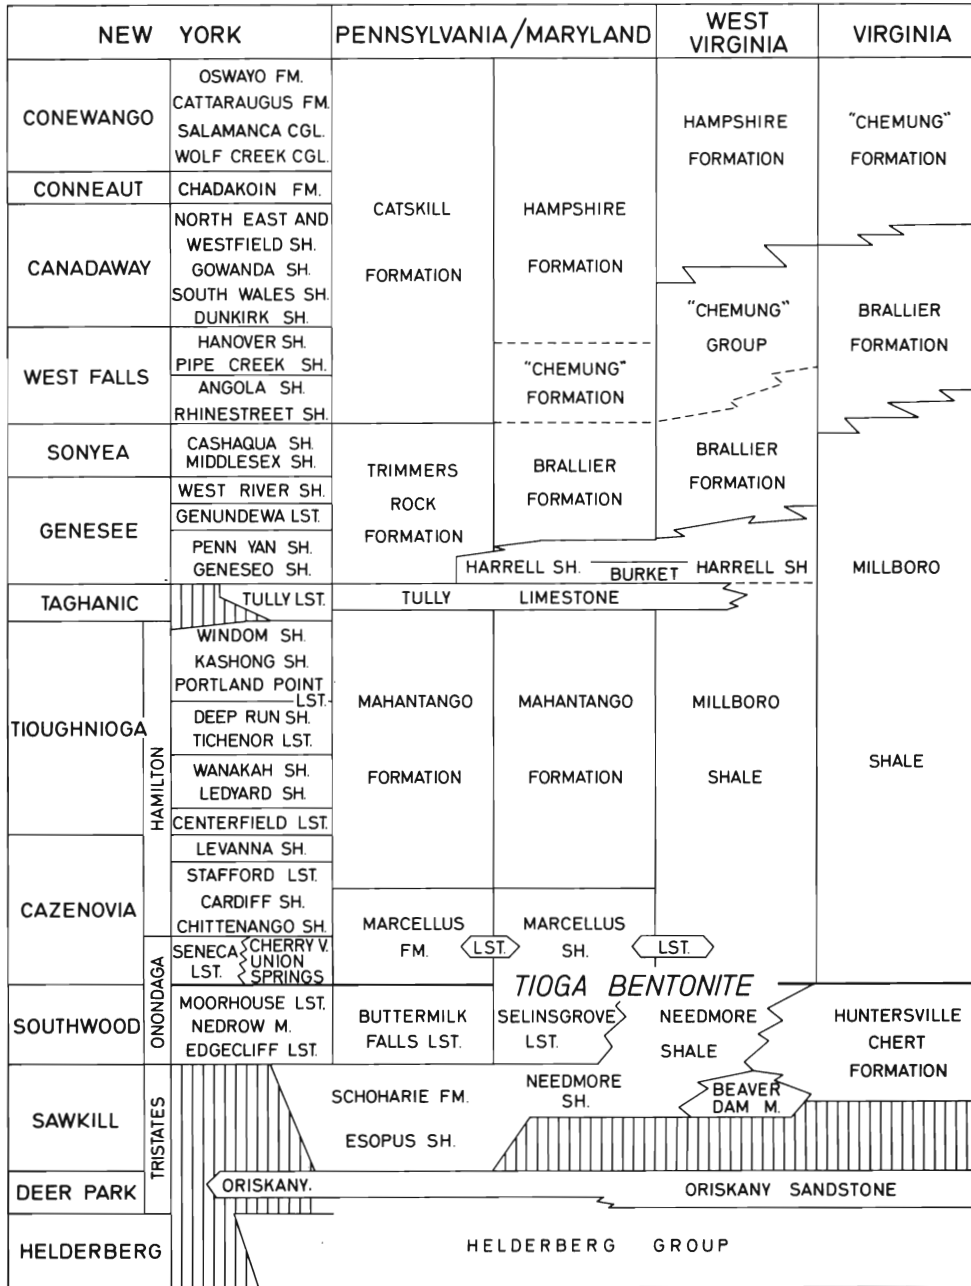 NEW YORK
PENNSYLVANIA/MARYLAND
WEST
VIRGINIA
VIRGINIA
CONEWANGO
OSWAYO FM.
CATTARAUGUS FM.
SALAMANCA CGL.
WOLF CREEK CGL.
CONNEAUT
CHADAKOIN FM.
CANADAWAY
NORTH EAST AND
WESTFIELD SH.
GOWANDA SH.
SOUTH WALES SH.
DUNKIRK SH.
WEST FALLS
HANOVER SH.
PIPE CREEK SH.
ANGOLA SH.
RHINESTREET SH.
SONYEA
CASHAQUA SH.
MIDDLESEX SH.
GENESEE
WEST RIVER SH.
GENUNDEWA LST.
PENN YAN SH.
GENESEO SH.
TAGHANIC
TULLY LST.
TIOUGHNIOGA
HAMILTON
WINDOM SH.
KASHONG SH.
PORTLAND POINT
LST.
DEEP RUN SH.
TICHENOR LST.
WANAKAH SH.
LEDYARD SH.
CENTERFIELD LST.
CAZENOVIA
LEVANNA SH.
STAFFORD LST.
CARDIFF SH.
CHITTENANGO SH.
ONONDAGA
SENECA
LST.
CHERRY V.
UNION
SPRINGS
SOUTHWOOD
MOORHOUSE LST.
NEDROW M.
EDGECLIFF LST.
SAWKILL
TRISTATES
DEER PARK
HELDERBERG
CATSKILL
FORMATION
TRIMMERS
ROCK
FORMATION
HAMPSHIRE
FORMATION
"CHEMUNG"
FORMATION
BRALLIER
FORMATION
HARRELL SH.
BURKET
HARRELL SH
TULLY LIMESTONE
MAHANTANGO
FORMATION
MAHANTANGO
FORMATION
MARCELLUS
FM.
LST.
MARCELLUS
SH.
LST.
TIOGA BENTONITE
BUTTERMILK
FALLS LST.
SELINSGROVE
LST.
NEEDMORE
SHALE
SCHOHARIE FM.
ESOPUS SH.
NEEDMORE
SH.
BEAVER
DAM M.
HAMPSHIRE
FORMATION
"CHEMUNG"
GROUP
BRALLIER
FORMATION
MILLBORO
SHALE
"CHEMUNG"
FORMATION
BRALLIER
FORMATION
MILLBORO
SHALE
HUNTERSVILLE
CHERT
FORMATION
ORISKANY.
ORISKANY SANDSTONE
HELDERBERG GROUP